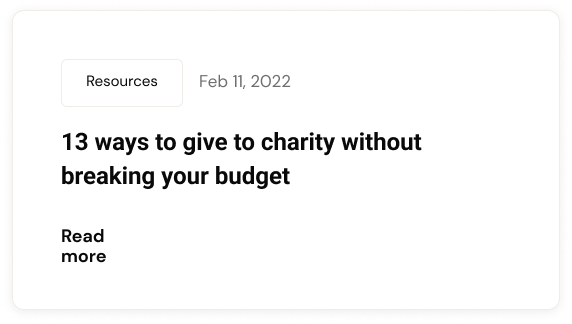 Resources Feb 11, 2022
13 ways to give to charity without
breaking your budget
Read
more